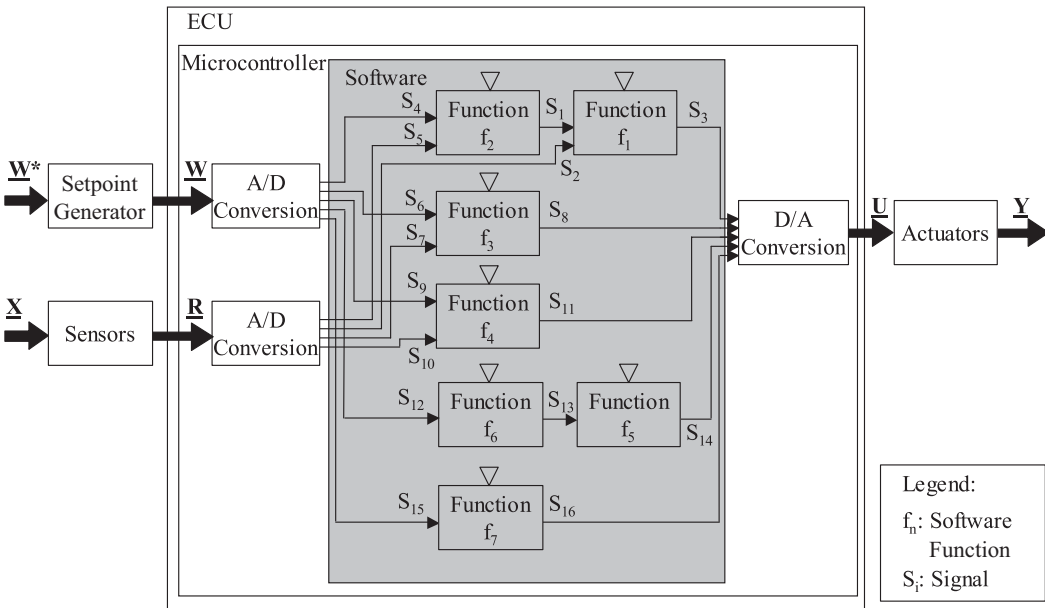 ECU
Microcontroller
Software
S4
Function
f2
S1
Function
f1
S3
S5
S2
W*
Setpoint
Generator
W
A/D
Conversion
S6
Function
f3
S8
S7
D/A
Conversion
U
Actuators
Y
X
Sensors
R
A/D
Conversion
S9
Function
f4
S11
S10
S12
Function
f6
S13
Function
f5
S14
S15
Function
f7
S16
Legend:
fn: Software
Function
Si: Signal